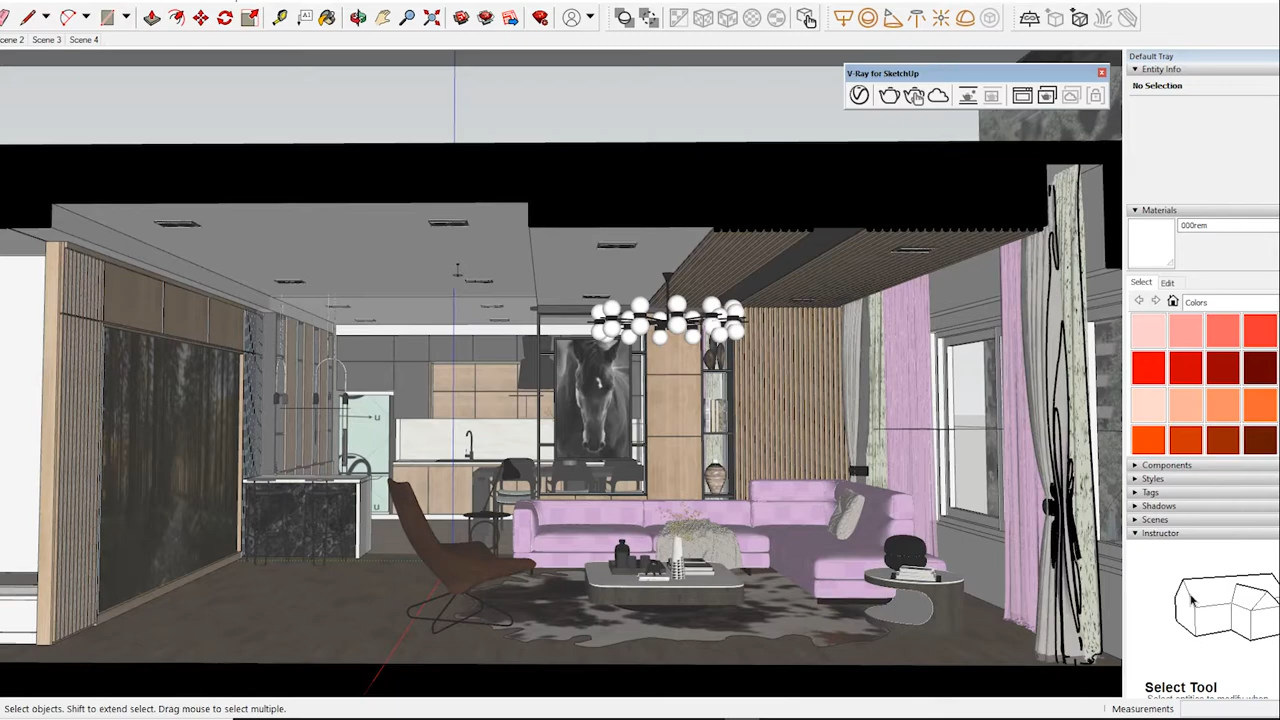 cene 2
Scene 3
Scene 4
V-Ray for SketchUp
Default Tray
Entity Info
No Selection
Materials
000rem
Select
Edit
Colors
Components
Styles
Tags
Shadows
Scenes
Instructor
Select Tool
Select objects. Shift to extend select. Drag mouse to select multiple.
Measurements